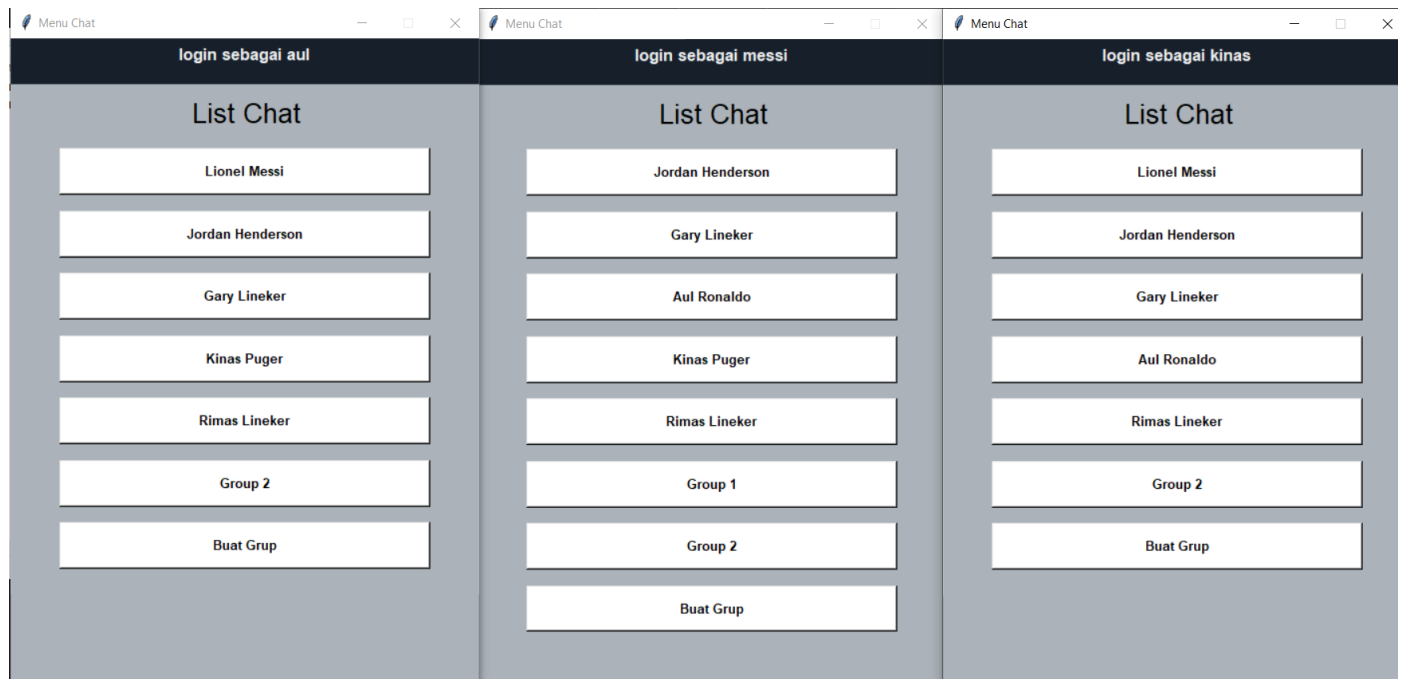 Menu Chat
login sebagai aul
List Chat
Lionel Messi
Jordan Henderson
Gary Lineker
Kinas Puger
Rimas Lineker
Group 2
Buat Grup
Menu Chat
login sebagai messi
List Chat
Jordan Henderson
Gary Lineker
Aul Ronaldo
Kinas Puger
Rimas Lineker
Group 1
Group 2
Buat Grup
Menu Chat
login sebagai kinas
List Chat
Lionel Messi
Jordan Henderson
Gary Lineker
Aul Ronaldo
Rimas Lineker
Group 2
Buat Grup